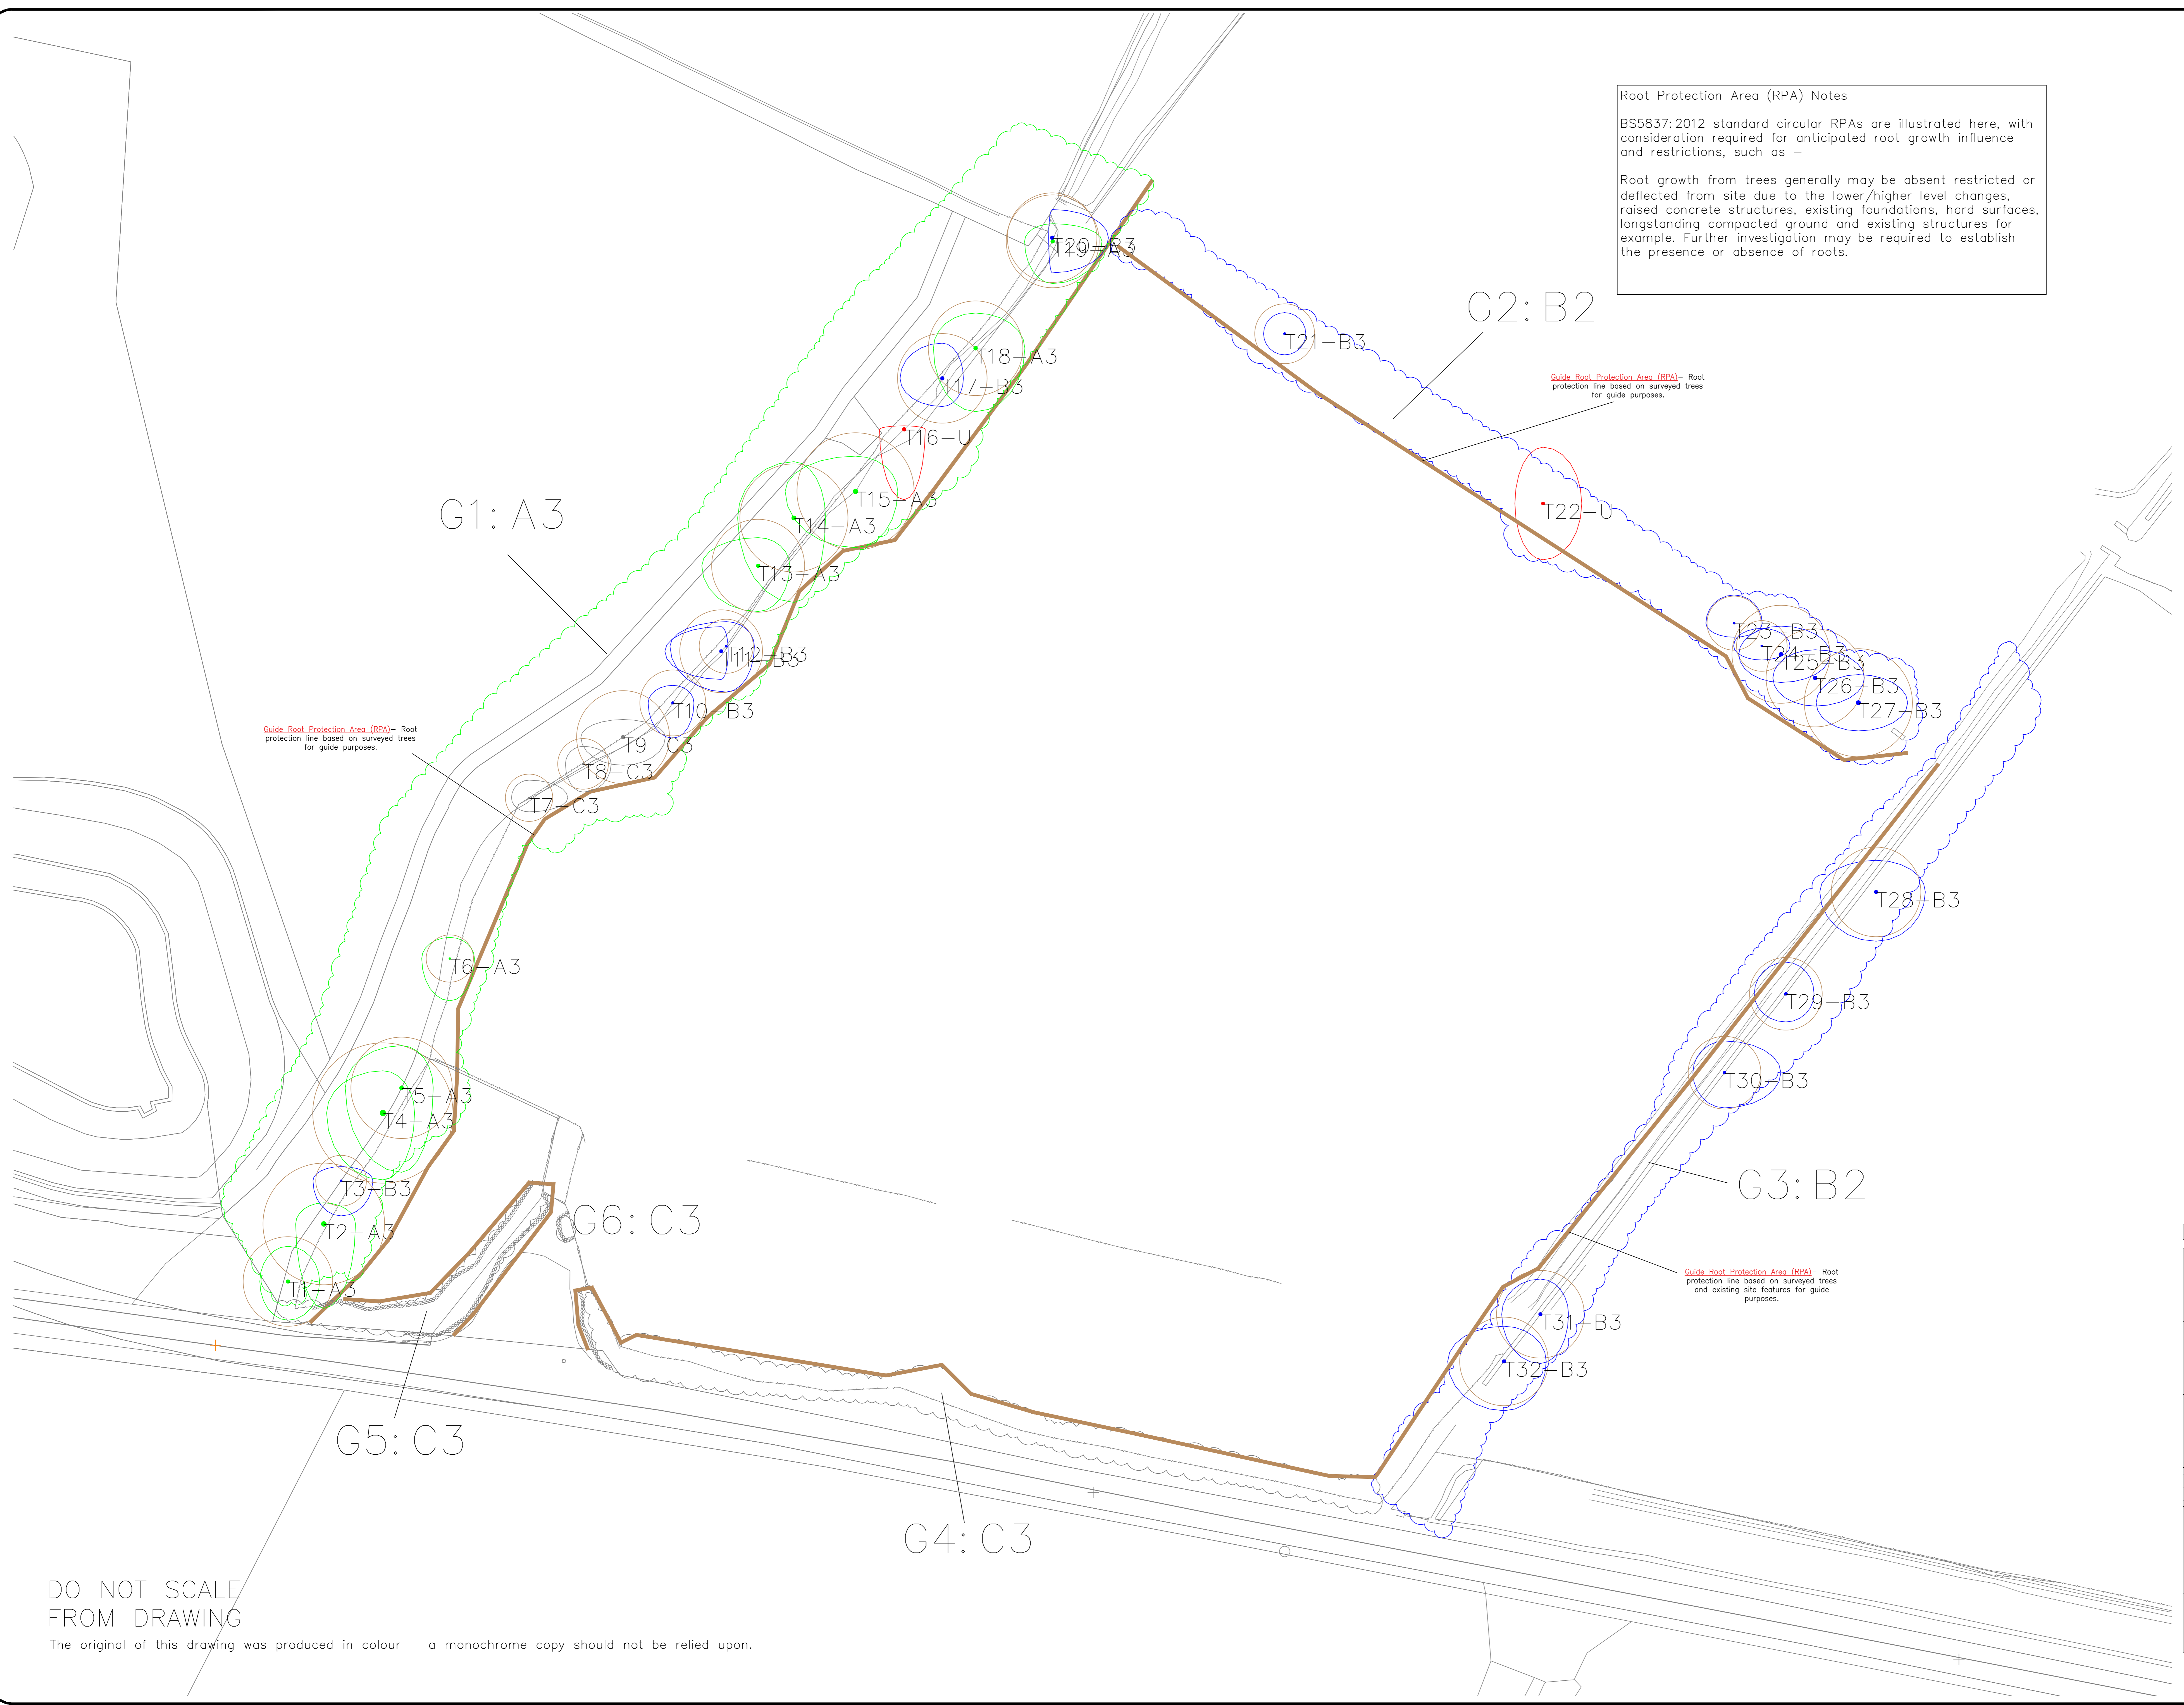 Root Protection Area (RPA) Notes
BS5837:2012 standard circular RPAs are illustrated here, with
consideration required for anticipated root growth influence
and restrictions, such as –
Root growth from trees generally may be absent restricted or
deflected from site due to the lower/higher level changes,
raised concrete structures, existing foundations, hard surfaces,
longstanding compacted ground and existing structures for
example. Further investigation may be required to establish
the presence or absence of roots.
T20-B3
T19-A3
G2: B2
T21-B3
T18-A3
T17-B3
Guide Root Protection Area (RPA)– Root
protection line based on surveyed trees
for guide purposes.
T16-U
G1: A3
T15-A3
T14-A3
T22-U
T13-A3
T12-B3
T11-B3
T23-B3
T24-B3
T25-B3
T26-B3
T27-B3
T10-B3
Guide Root Protection Area (RPA)– Root
protection line based on surveyed trees
for guide purposes.
T9-C3
T8-C3
T7-C3
T28-B3
T6-A3
T29-B3
T30-B3
T5-A3
T4-A3
T3-B3
G3: B2
T2-A3
G6: C3
T1-A3
Guide Root Protection Area (RPA)– Root
protection line based on surveyed trees
and existing site features for guide
purposes.
T31-B3
T32-B3
G5: C3
G4: C3
DO NOT SCALE
FROM DRAWING
The original of this drawing was produced in colour – a monochrome copy should not be relied upon.